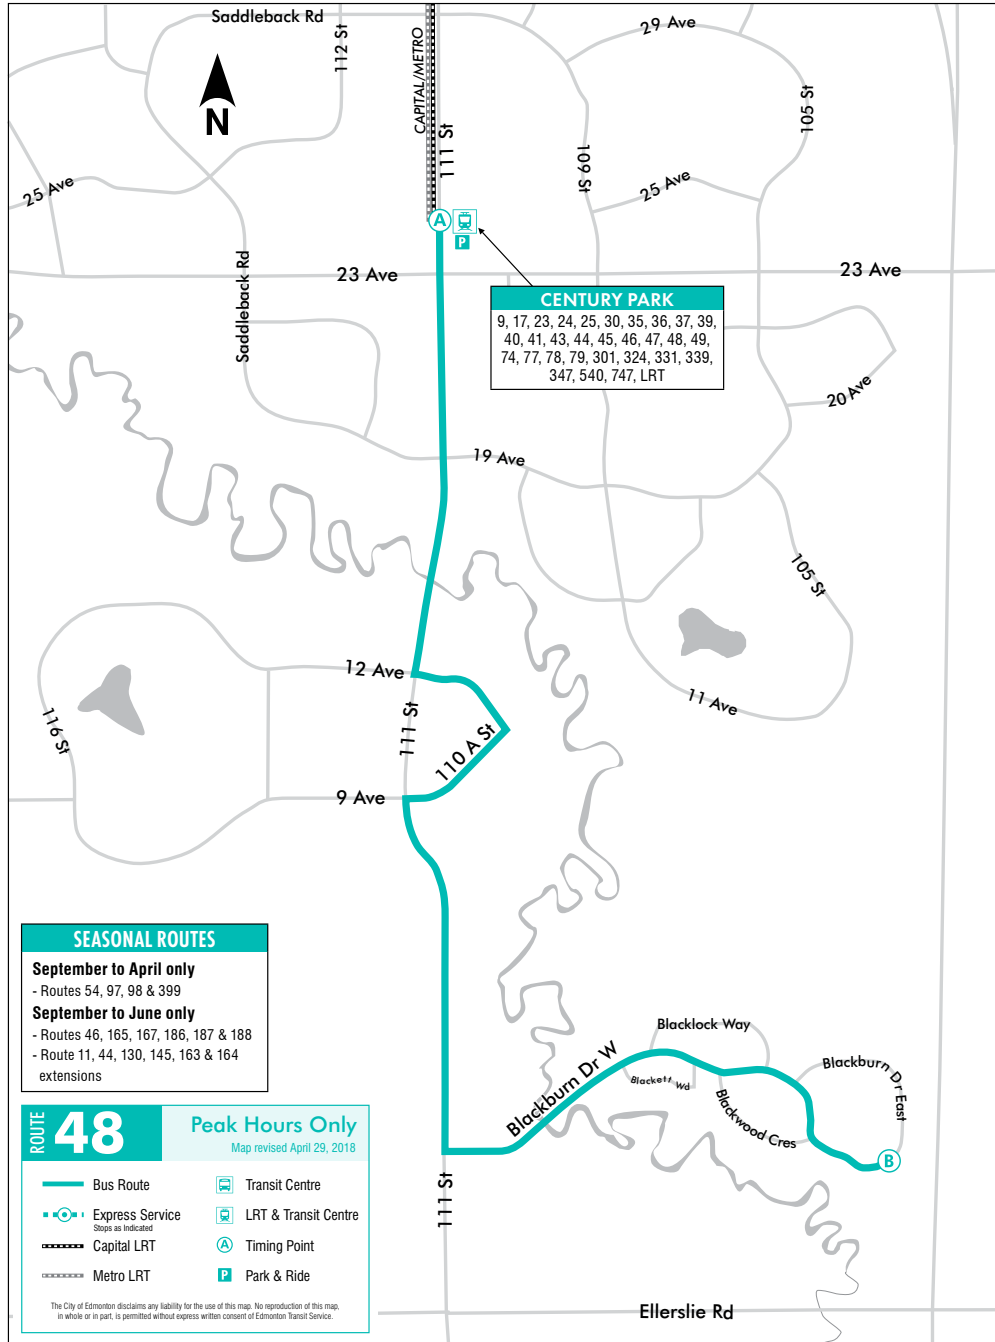 Saddleback Rd
29 Ave
112 St
CAPITAL/METRO
111 St
105 St
109 St
N
25 Ave
25 Ave
A
P
Saddleback Rd
23 Ave
23 Ave
CENTURY PARK
9, 17, 23, 24, 25, 30, 35, 36, 37, 39,
40, 41, 43, 44, 45, 46, 47, 48, 49,
74, 77, 78, 79, 301, 324, 331, 339,
347, 540, 747, LRT
20 Ave
19 Ave
105 St
12 Ave
11 Ave
116 St
111 St
110 A St
9 Ave
SEASONAL ROUTES
September to April only
- Routes 54, 97, 98 & 399
September to June only
- Routes 46, 165, 167, 186, 187 & 188
- Route 11, 44, 130, 145, 163 & 164
extensions
Blacklock Way
Blackburn Dr W
Blackett Wd
Blackburn Dr East
Blackwood Cres
B
111 St
ROUTE 48
Peak Hours Only
Map revised April 29, 2018
Bus Route
Transit Centre
Express Service
Stops as Indicated
LRT & Transit Centre
Capital LRT
A Timing Point
Metro LRT
P Park & Ride
The City of Edmonton disclaims any liability for the use of this map. No reproduction of this map,
in whole or in part, is permitted without express written consent of Edmonton Transit Service.
Ellerslie Rd